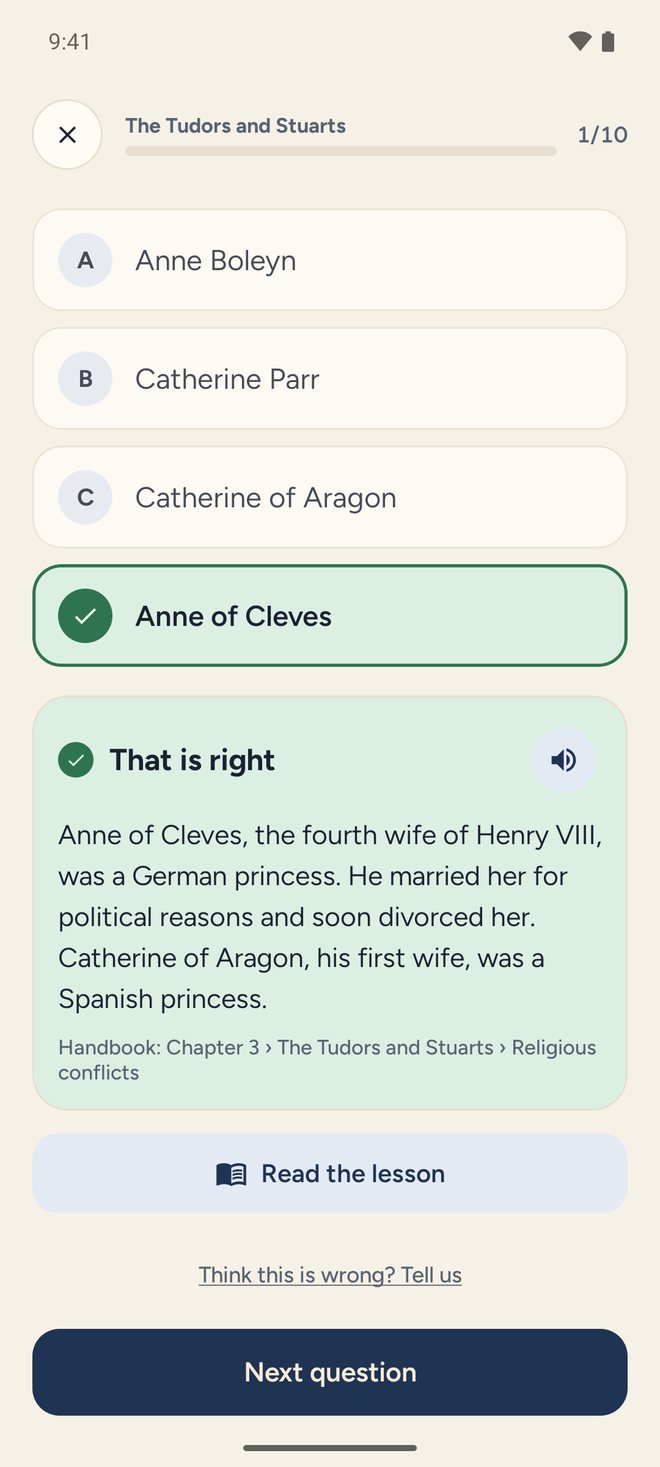 9:41
The Tudors and Stuarts
1/10
A Anne Boleyn
B Catherine Parr
C Catherine of Aragon
Anne of Cleves
That is right
Anne of Cleves, the fourth wife of Henry VIII,
was a German princess. He married her for
political reasons and soon divorced her.
Catherine of Aragon, his first wife, was a
Spanish princess.
Handbook: Chapter 3 › The Tudors and Stuarts › Religious
conflicts
Read the lesson
Think this is wrong? Tell us
Next question